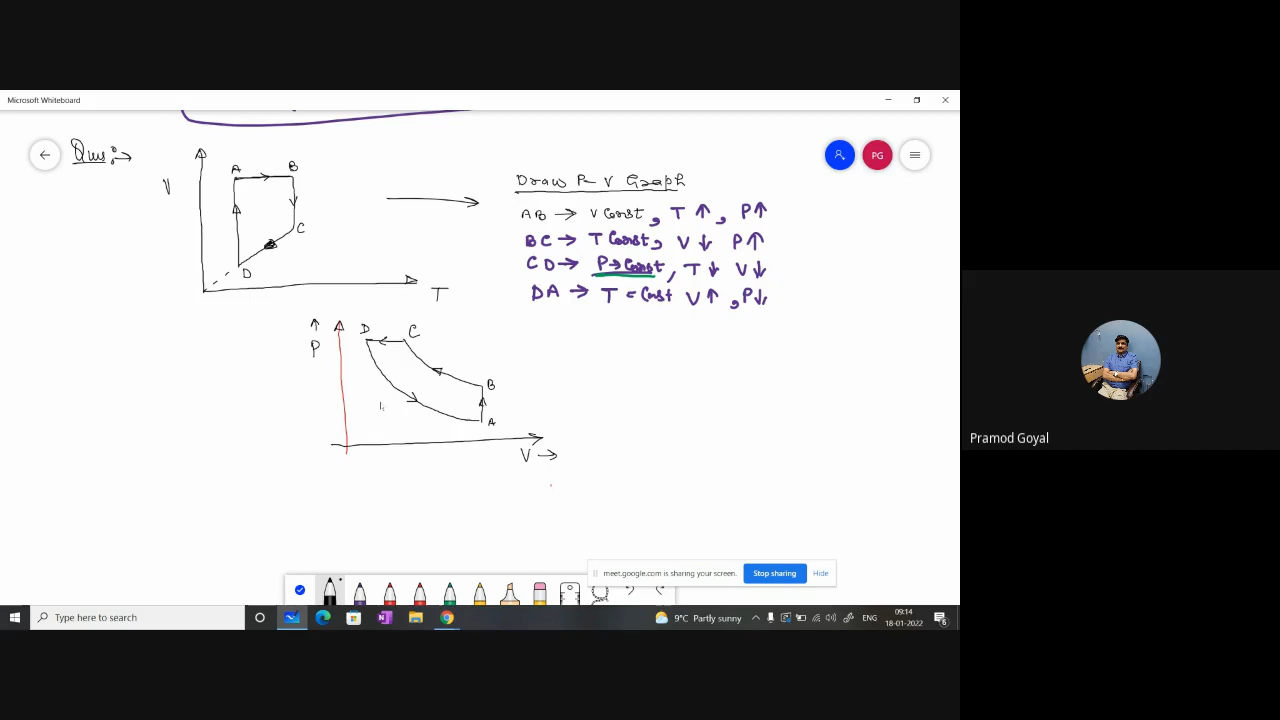 Microsoft Whiteboard
Ques:→
PG
V
A
B
C
D
T
Draw P-V Graph
AB → V Const, T ↑, P↑
BC → T Const, V ↓ P↑
CD → P→Const, T↓ V↓
DA → T = Const V↑, P↓
↑
P
D
C
B
A
V →
Pramod Goyal
meet.google.com is sharing your screen.
Stop sharing
Hide
Type here to search
9°C Partly sunny
ENG
09:14
18-01-2022
6